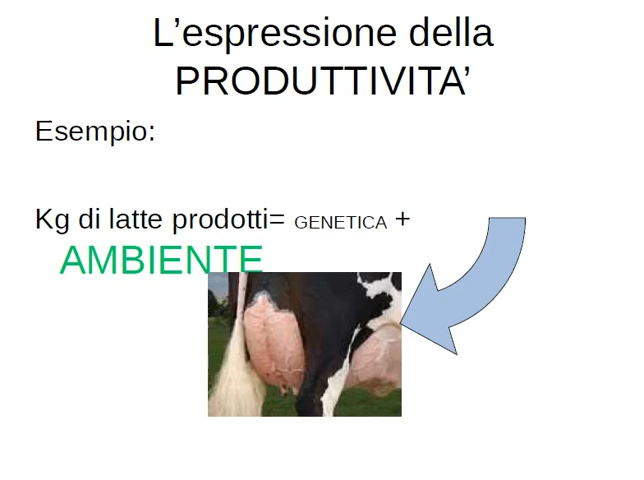 L’espressione della
PRODUTTIVITA’
Esempio:
Kg di latte prodotti= GENETICA +
AMBIENTE